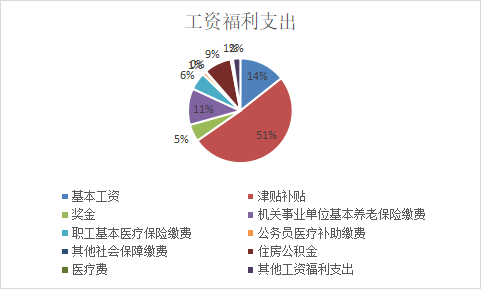 工资福利支出
14%
51%
5%
11%
6%
9%
2%
基本工资
津贴补贴
奖金
机关事业单位基本养老保险缴费
职工基本医疗保险缴费
公务员医疗补助缴费
其他社会保障缴费
住房公积金
医疗费
其他工资福利支出